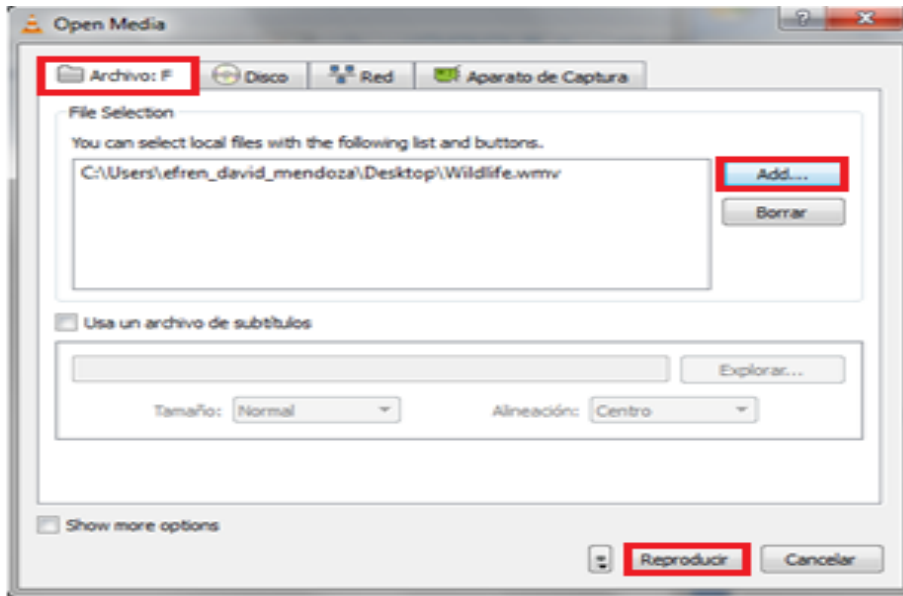 Open Media
Archivo: F Disco Red Aparato de Captura
File Selection
You can select local files with the following list and buttons.
C:\Users\efren_david_mendoza\Desktop\Wildlife.wmv
Add...
Borrar
Usa un archivo de subtítulos
Explorar...
Tamaño: Normal Alineación: Centro
Show more options
Reproducir Cancelar